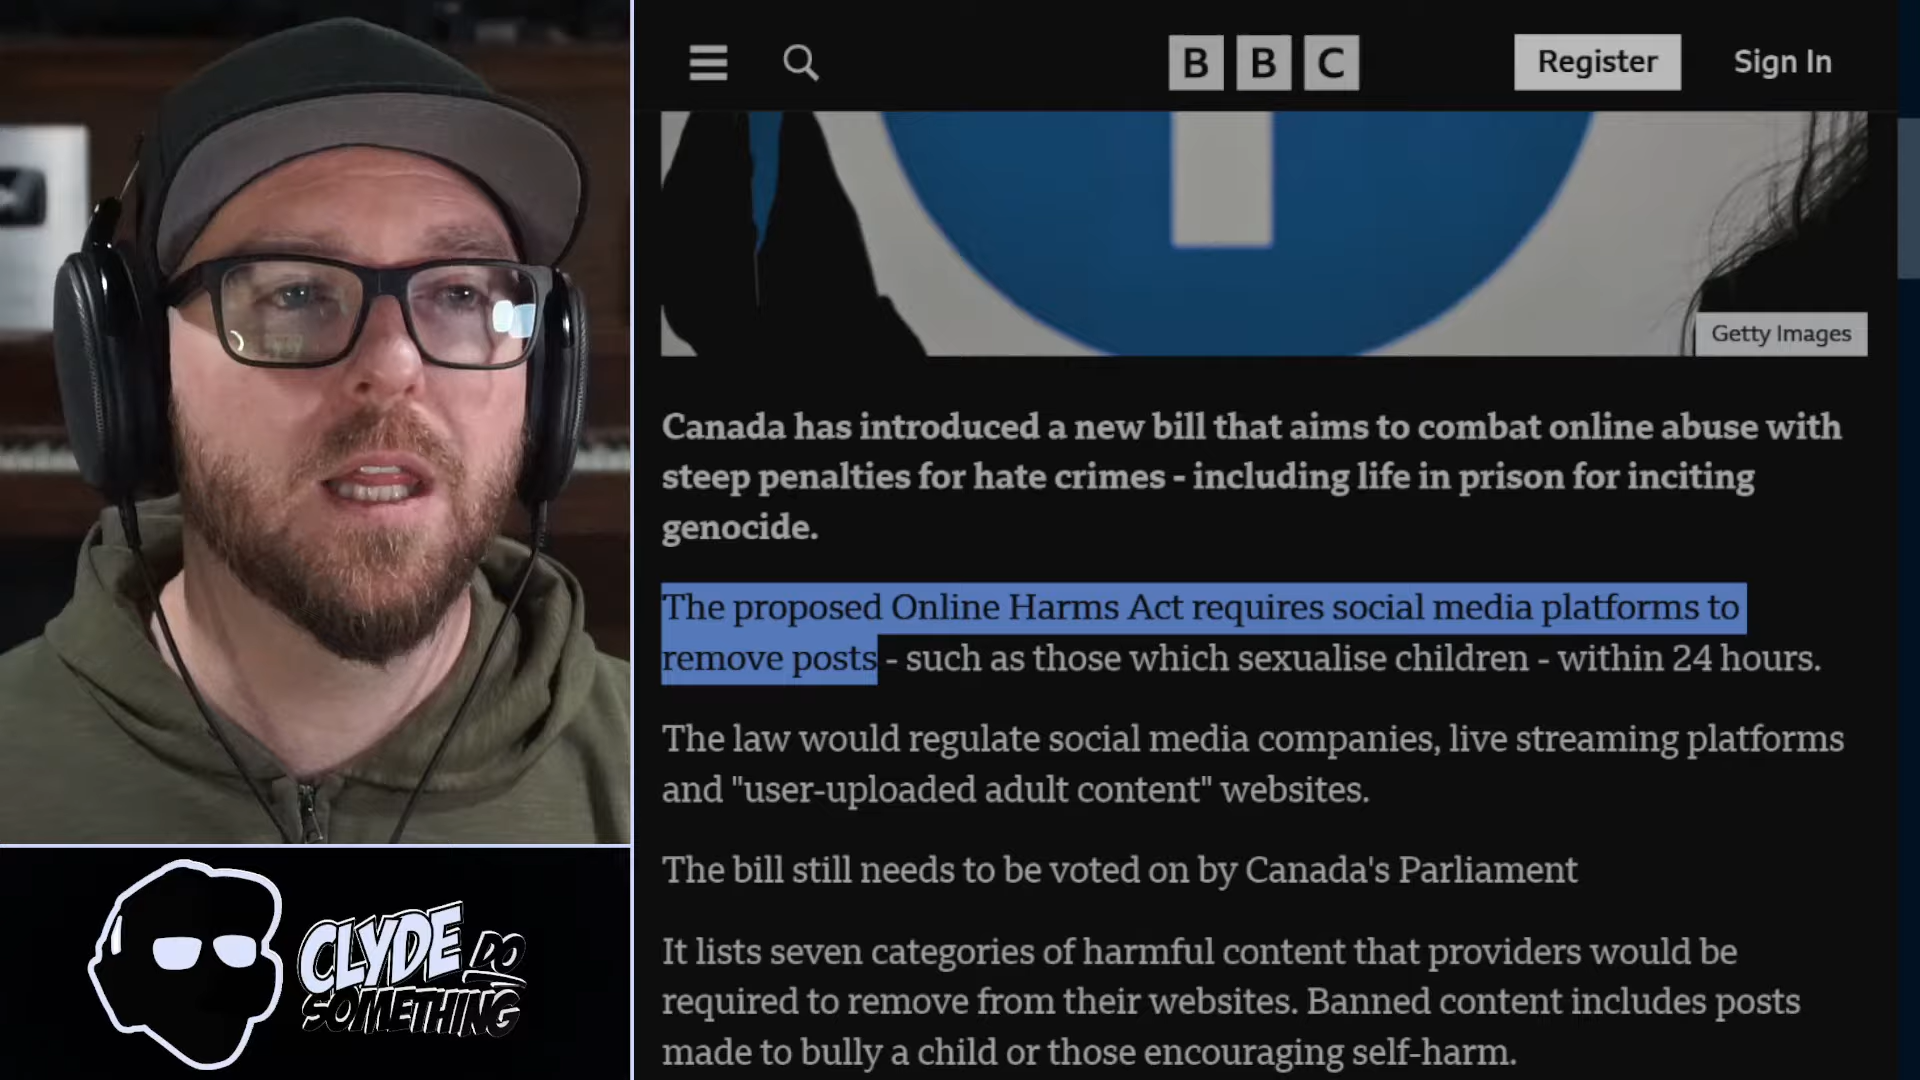 B B C
Register
Sign In
Getty Images
Canada has introduced a new bill that aims to combat online abuse with
steep penalties for hate crimes - including life in prison for inciting
genocide.
The proposed Online Harms Act requires social media platforms to
remove posts - such as those which sexualise children - within 24 hours.
The law would regulate social media companies, live streaming platforms
and "user-uploaded adult content" websites.
The bill still needs to be voted on by Canada's Parliament
It lists seven categories of harmful content that providers would be
required to remove from their websites. Banned content includes posts
made to bully a child or those encouraging self-harm.
CLYDE DO
SOMETHING